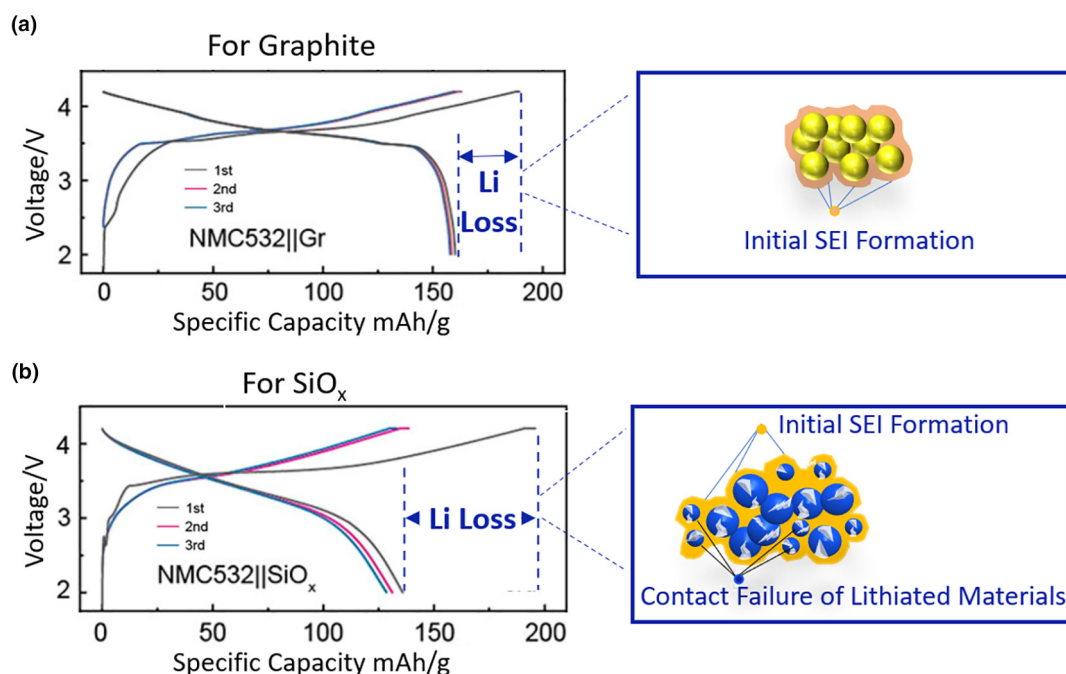 (a)
For Graphite
Voltage/V
4
3
2
1st
2nd
3rd
NMC532||Gr
Li
Loss
0
50
100
150
200
Specific Capacity mAh/g
Initial SEI Formation
(b)
For SiOx
Voltage/V
4
3
2
1st
2nd
3rd
NMC532||SiOx
Li Loss
0
50
100
150
200
Specific Capacity mAh/g
Initial SEI Formation
Contact Failure of Lithiated Materials